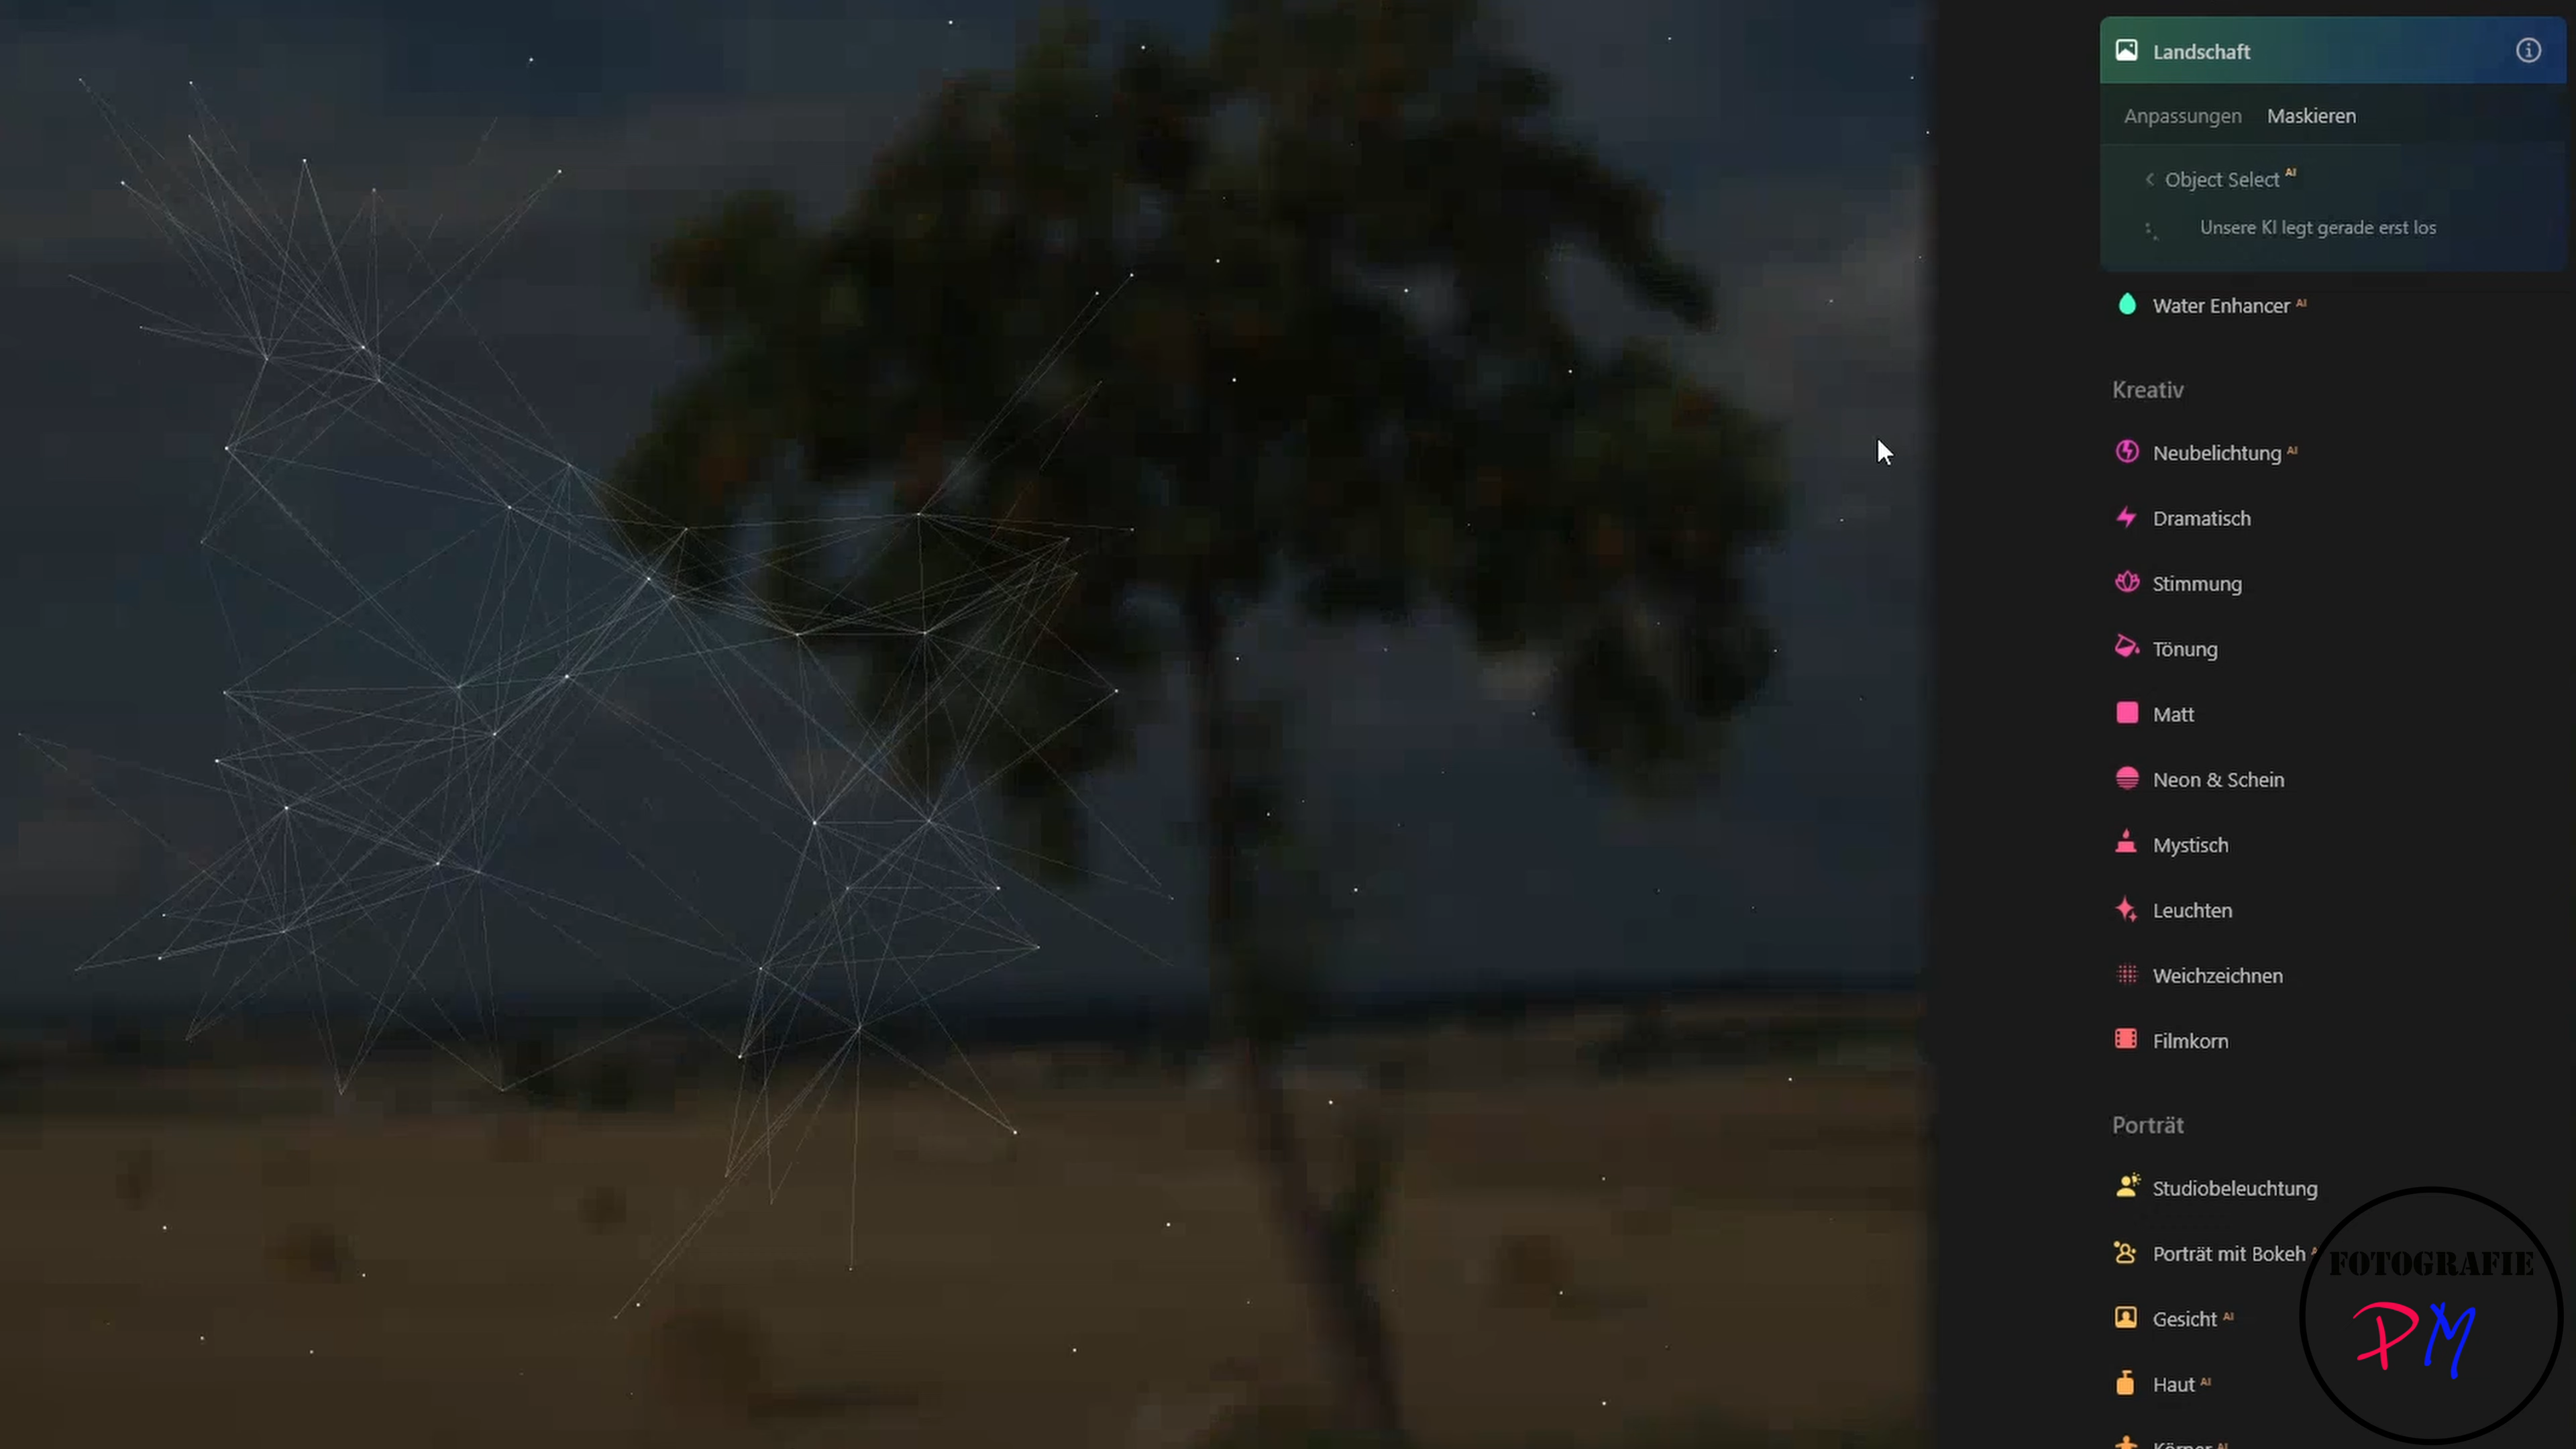 Landschaft
Anpassungen Maskieren
Object Select AI
Unsere KI legt gerade erst los
Water Enhancer AI
Kreativ
Neubelichtung AI
Dramatisch
Stimmung
Tönung
Matt
Neon & Schein
Mystisch
Leuchten
Weichzeichnen
Filmkorn
Porträt
Studiobeleuchtung
Porträt mit Bokeh
Gesicht AI
Haut AI
FOTOGRAFIE
PM